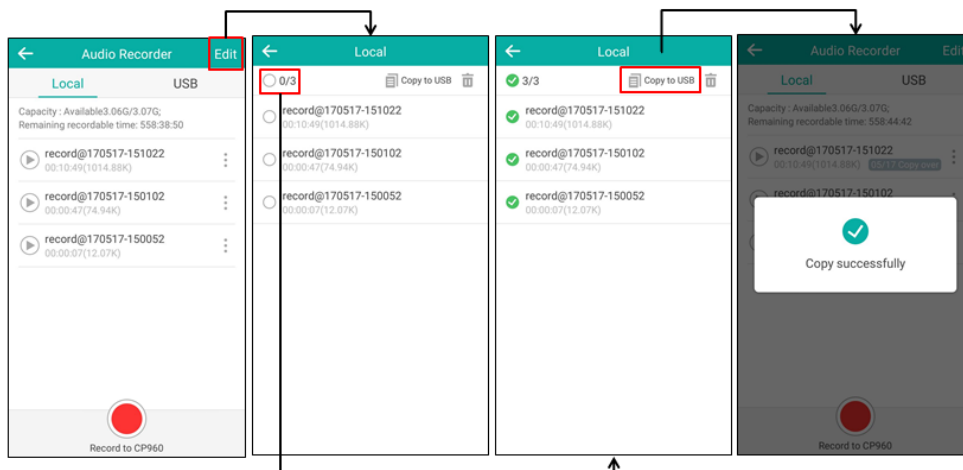 Audio Recorder Edit
Local USB
Capacity : Available3.06G/3.07G;
Remaining recordable time: 558:38:50
record@170517-151022
00:10:49(1014.88K)
record@170517-150102
00:00:47(74.94K)
record@170517-150052
00:00:07(12.07K)
Record to CP960
Local
0/3 Copy to USB
record@170517-151022
00:10:49(1014.88K)
record@170517-150102
00:00:47(74.94K)
record@170517-150052
00:00:07(12.07K)
Local
3/3 Copy to USB
record@170517-151022
00:10:49(1014.88K)
record@170517-150102
00:00:47(74.94K)
record@170517-150052
00:00:07(12.07K)
Audio Recorder Edit
Local USB
Capacity : Available3.06G/3.07G;
Remaining recordable time: 558:44:42
record@170517-151022
00:10:49(1014.88K) 05/17 Copy over
record@170517-150102
Copy successfully
Record to CP960